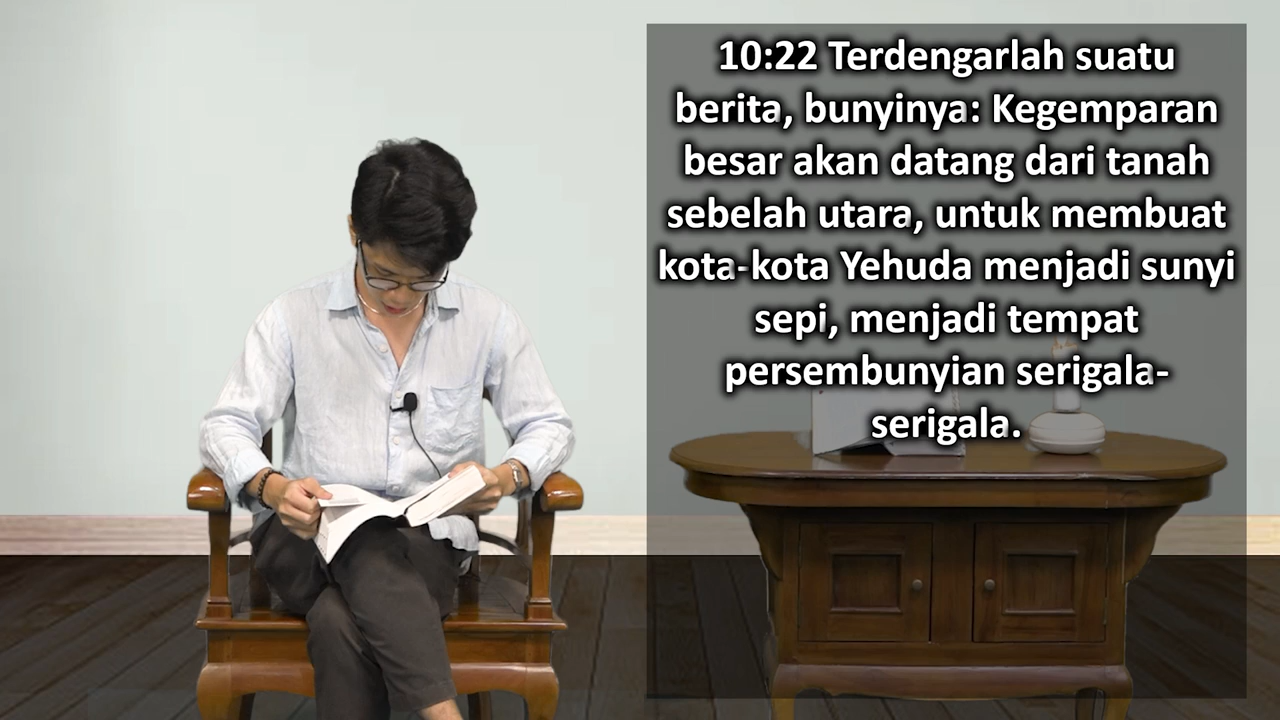 10:22 Terdengarlah suatu
berita, bunyinya: Kegemparan
besar akan datang dari tanah
sebelah utara, untuk membuat
kota-kota Yehuda menjadi sunyi
sepi, menjadi tempat
persembunyian serigala-
serigala.